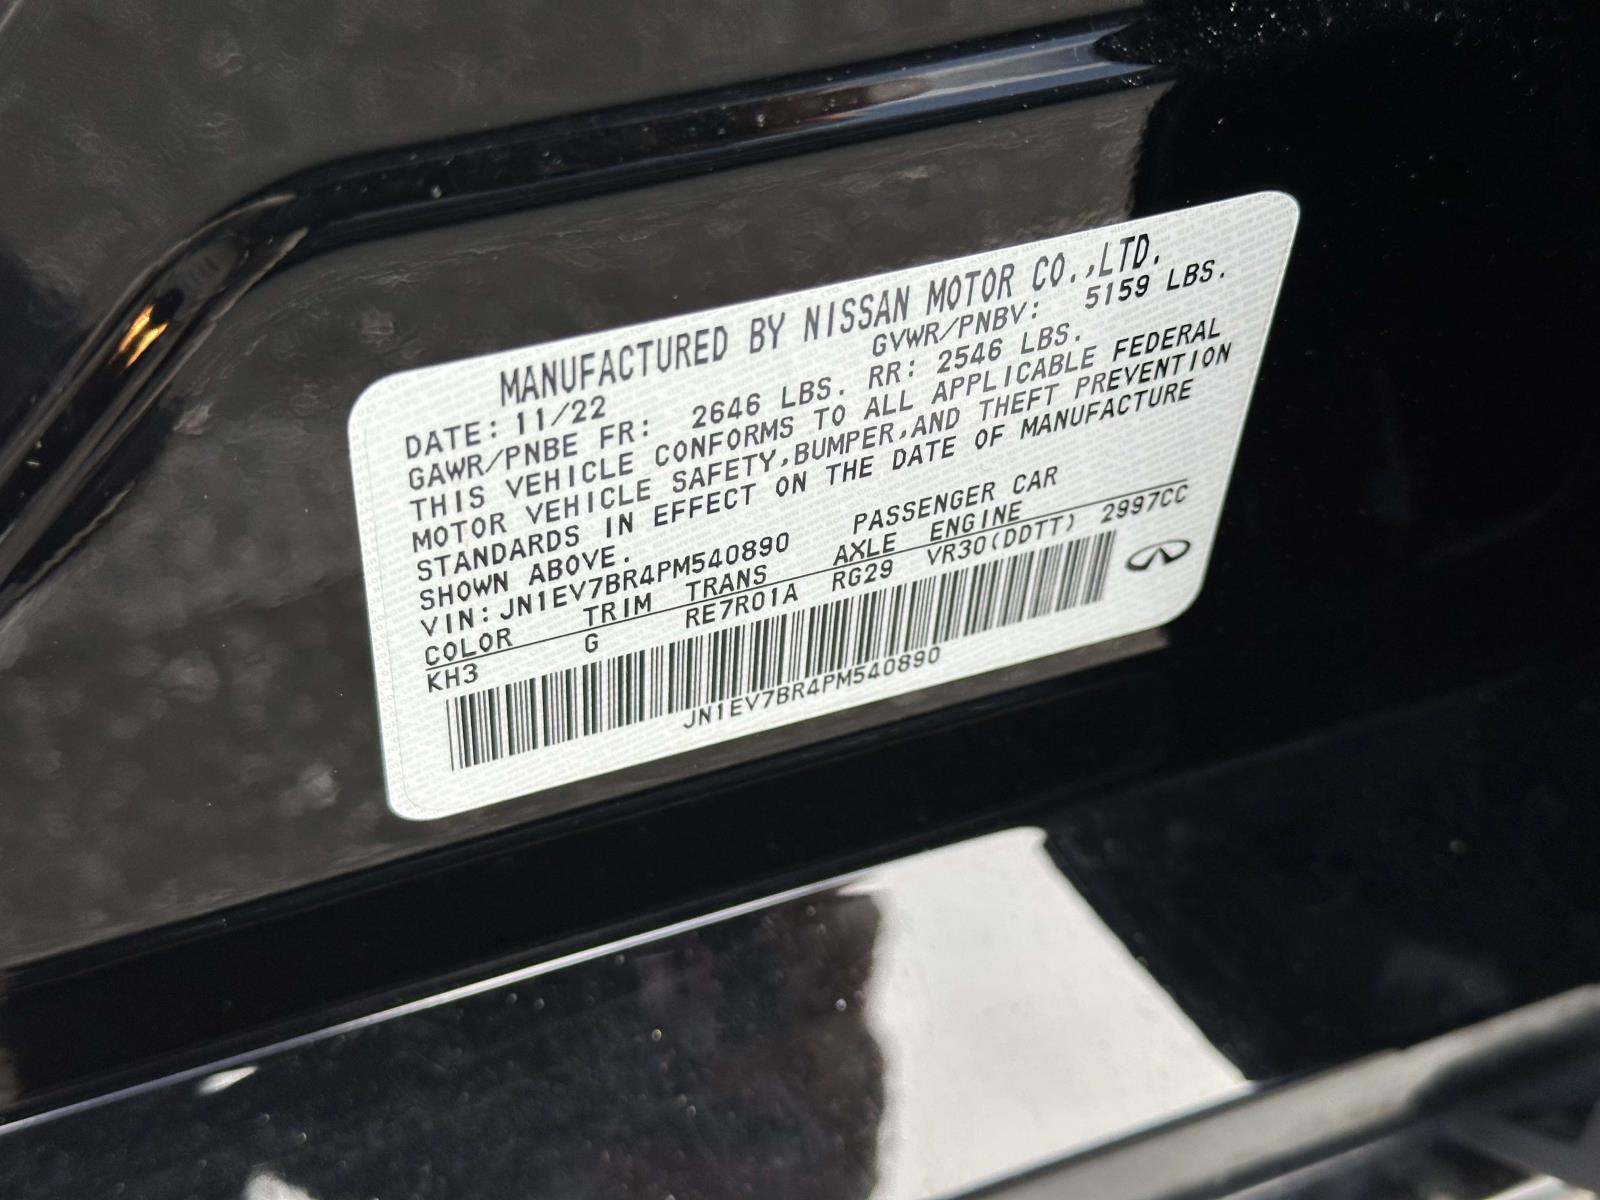 MANUFACTURED BY NISSAN MOTOR CO.,LTD.
DATE: 11/22 GVWR/PNBV: 5159 LBS.
GAWR/PNBE FR: 2646 LBS. RR: 2546 LBS.
THIS VEHICLE CONFORMS TO ALL APPLICABLE FEDERAL
MOTOR VEHICLE SAFETY,BUMPER,AND THEFT PREVENTION
STANDARDS IN EFFECT ON THE DATE OF MANUFACTURE
SHOWN ABOVE.
VIN: JN1EV7BR4PM540890 PASSENGER CAR
COLOR TRIM TRANS AXLE ENGINE
KH3 G RE7R01A RG29 VR30(DDTT) 2997CC
JN1EV7BR4PM540890